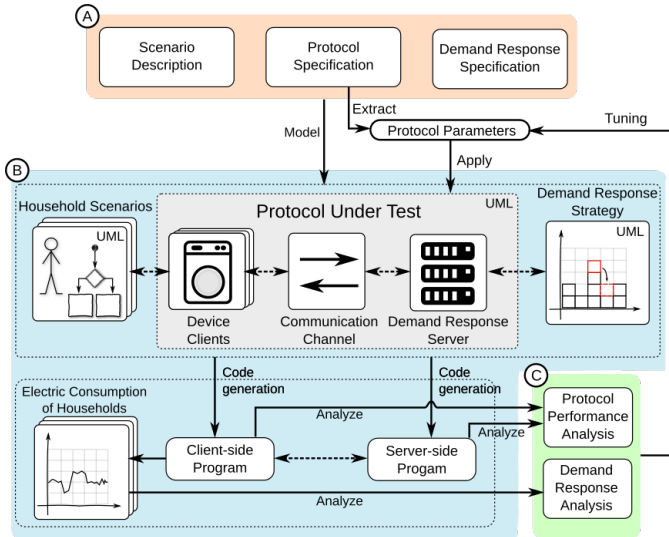 A
Scenario
Description
Protocol
Specification
Demand Response
Specification
Extract
Tuning
Model
Protocol Parameters
Apply
B
Household Scenarios
UML
Protocol Under Test
UML
Demand Response
Strategy
UML
Device
Clients
Communication
Channel
Demand Response
Server
Code
generation
Code
generation
C
Electric Consumption
of Households
Analyze
Analyze
Client-side
Program
Server-side
Progam
Analyze
Protocol
Performance
Analysis
Demand
Response
Analysis